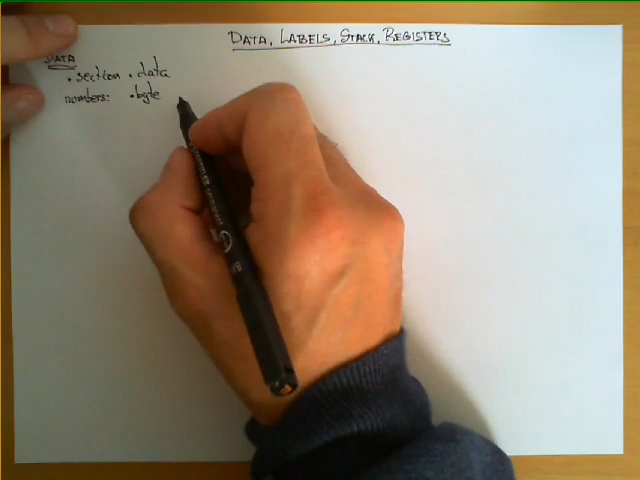 DATA, LABELS, STACK, REGISTERS
DATA
.section .data
numbers: .byte